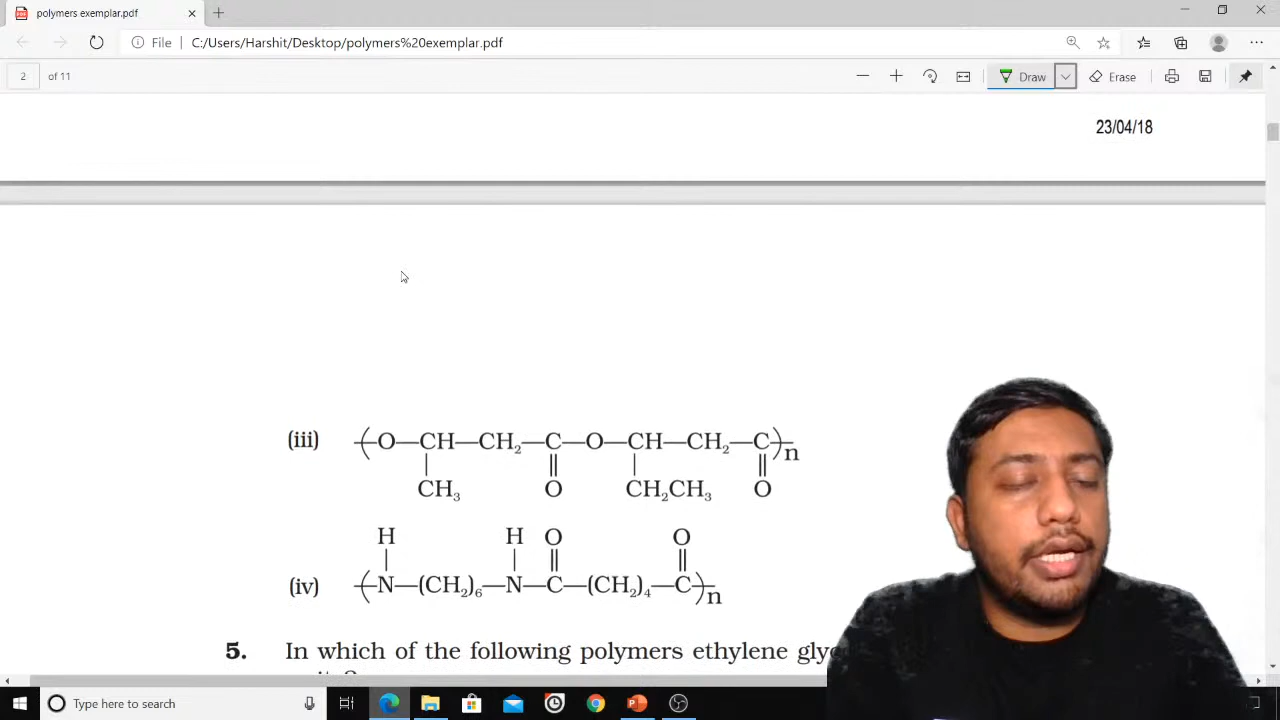 polymers exemplar.pdf
File | C:/Users/Harshit/Desktop/polymers%20exemplar.pdf
2 of 11
Draw
Erase
23/04/18
(iii) (O—CH—CH₂—C—O—CH—CH₂—C)n
CH₃ O CH₂CH₃ O
H H O O
(iv) (N—(CH₂)₆—N—C—(CH₂)₄—C)n
5. In which of the following polymers ethylene
Type here to search